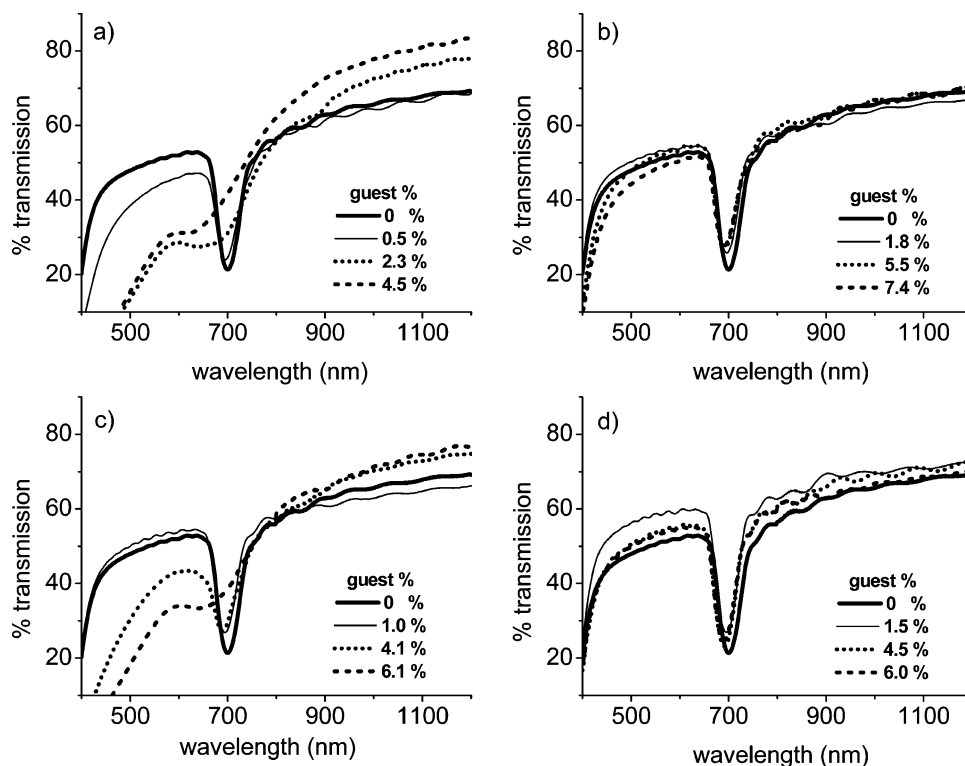 a)
80
60
40
20
% transmission
guest %
0 %
0.5 %
2.3 %
4.5 %
500 700 900 1100
wavelength (nm)
b)
80
60
40
20
% transmission
guest %
0 %
1.8 %
5.5 %
7.4 %
500 700 900 1100
wavelength (nm)
c)
80
60
40
20
% transmission
guest %
0 %
1.0 %
4.1 %
6.1 %
500 700 900 1100
wavelength (nm)
d)
80
60
40
20
% transmission
guest %
0 %
1.5 %
4.5 %
6.0 %
500 700 900 1100
wavelength (nm)